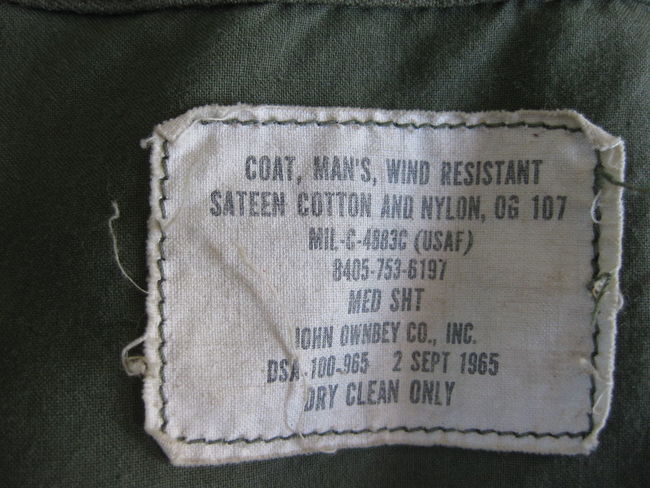 COAT, MAN'S, WIND RESISTANT
SATEEN COTTON AND NYLON, OG 107
MIL-C-4883C (USAF)
8405-753-6197
MED SHT
JOHN OWNBEY CO., INC.
DSA-100-965 2 SEPT 1965
DRY CLEAN ONLY